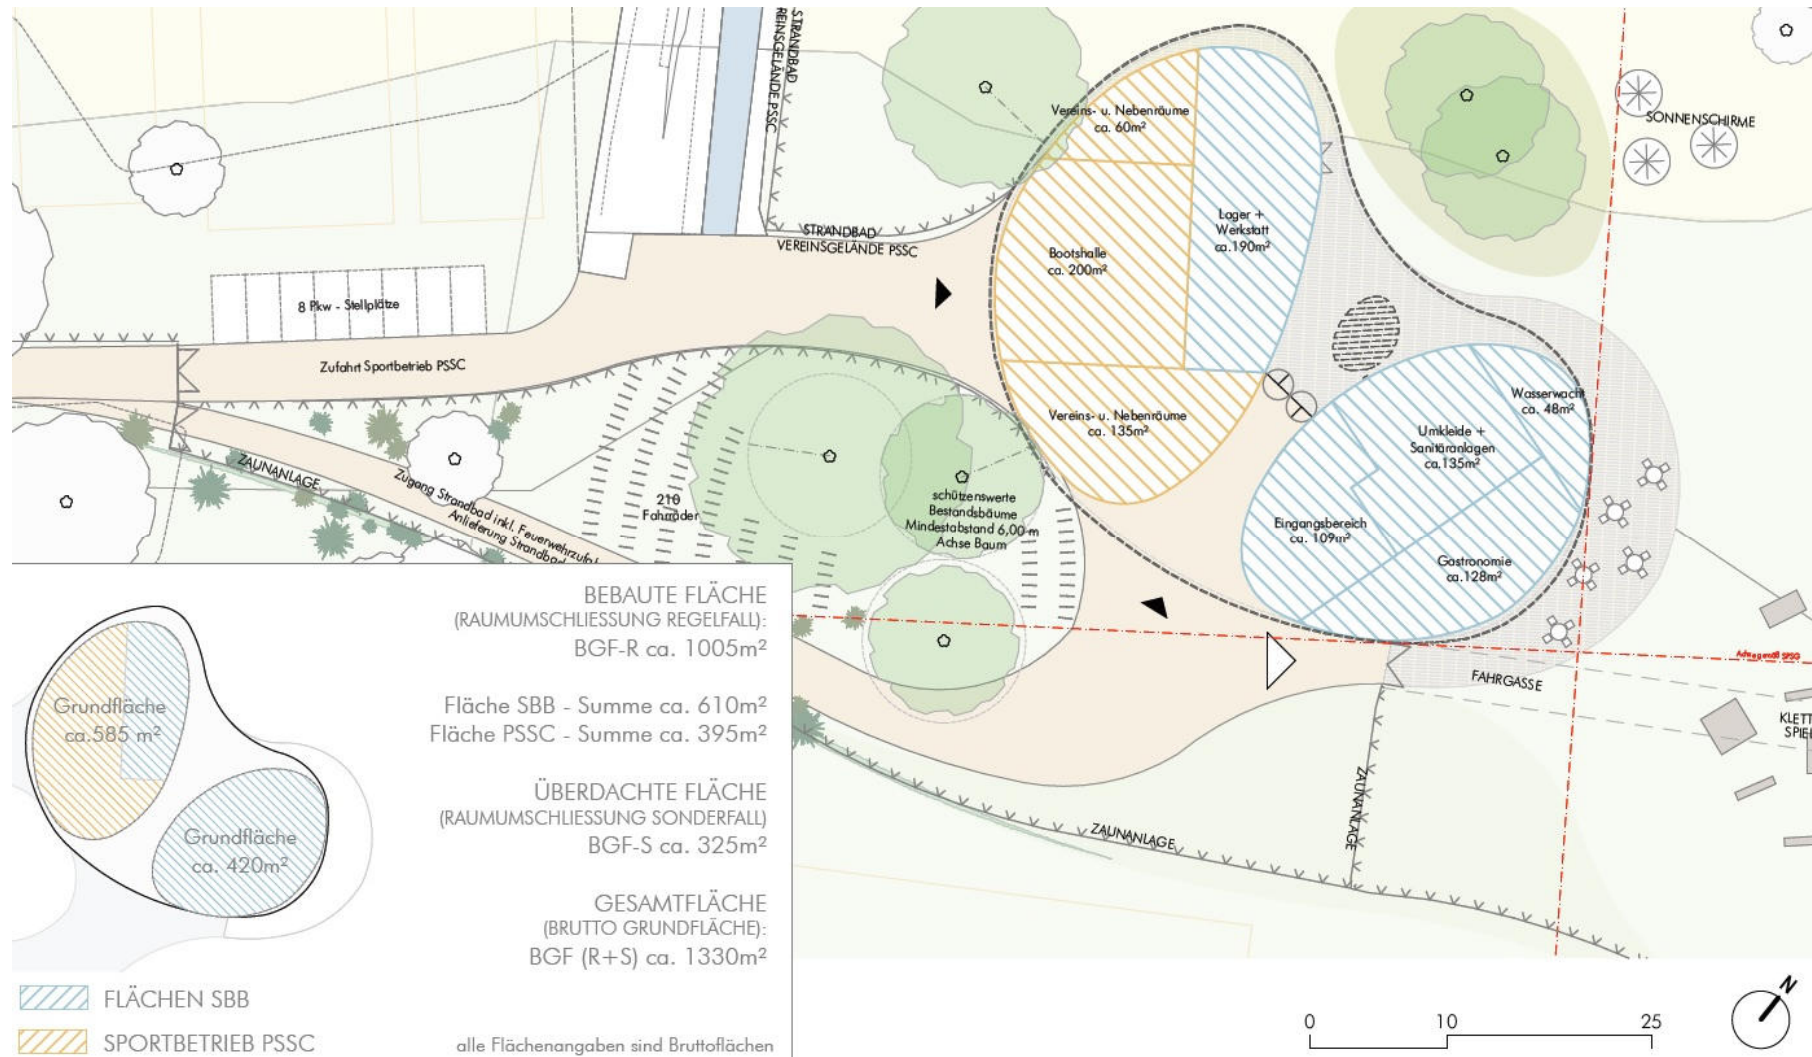 STRANDBAD
VEREINSGELÄNDE PSSC
Vereins- u. Nebenräume
ca. 60m²
SONNENSCHIRME
Lager +
Werkstatt
ca.190m²
STRANDBAD
VEREINSGELÄNDE PSSC
Bootshalle
ca. 200m²
8 Pkw - Stellplätze
Zufahrt Sportbetrieb PSSC
Vereins- u. Nebenräume
ca. 135m²
Wasserwacht
ca. 48m²
Umkleide +
Sanitäranlagen
ca.135m²
ZAUNANLAGE
Zugang Strandbad inkl. Feuerwehrzufahrt
Anlieferung Strandbad
210
Fahrräder
schützenswerte
Bestandsbäume
Mindestabstand 6,00 m
Achse Baum
Eingangsbereich
ca. 109m²
Gastronomie
ca.128m²
Achse gemäß SPSG
FAHRGASSE
KLETT
SPIEL
ZAUNANLAGE
ZAUNANLAGE
BEBAUTE FLÄCHE
(RAUMUMSCHLIESSUNG REGELFALL):
BGF-R ca. 1005m²
Fläche SBB - Summe ca. 610m²
Fläche PSSC - Summe ca. 395m²
ÜBERDACHTE FLÄCHE
(RAUMUMSCHLIESSUNG SONDERFALL)
BGF-S ca. 325m²
GESAMTFLÄCHE
(BRUTTO GRUNDFLÄCHE):
BGF (R+S) ca. 1330m²
Grundfläche
ca.585 m²
Grundfläche
ca. 420m²
FLÄCHEN SBB
SPORTBETRIEB PSSC
alle Flächenangaben sind Bruttoflächen
0 10 25
N